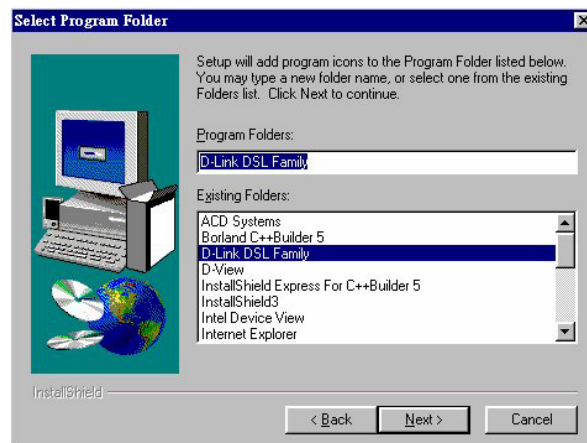 Select Program Folder
Setup will add program icons to the Program Folder listed below.
You may type a new folder name, or select one from the existing
Folders list. Click Next to continue.
Program Folders:
D-Link DSL Family
Existing Folders:
ACD Systems
Borland C++Builder 5
D-Link DSL Family
D-View
InstallShield Express For C++Builder 5
InstallShield3
Intel Device View
Internet Explorer
InstallShield
< Back
Next >
Cancel